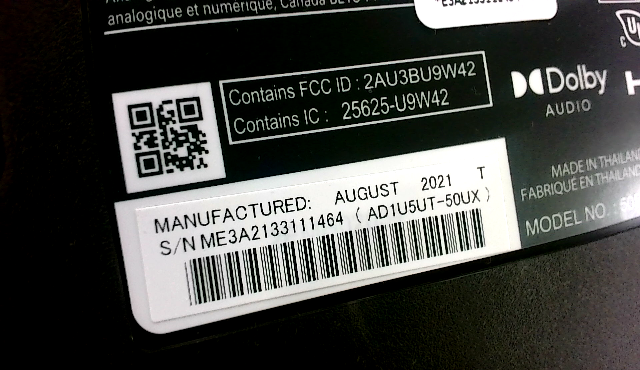 analogique et numérique, Canada
Contains FCC ID : 2AU3BU9W42
Contains IC : 25625-U9W42
Dolby
AUDIO
MADE IN THAILAND
FABRIQUÉ EN THAÏLANDE
MODEL NO.:
MANUFACTURED: AUGUST 2021 T
S/N ME3A2133111464 ( AD1U5UT-50UX )